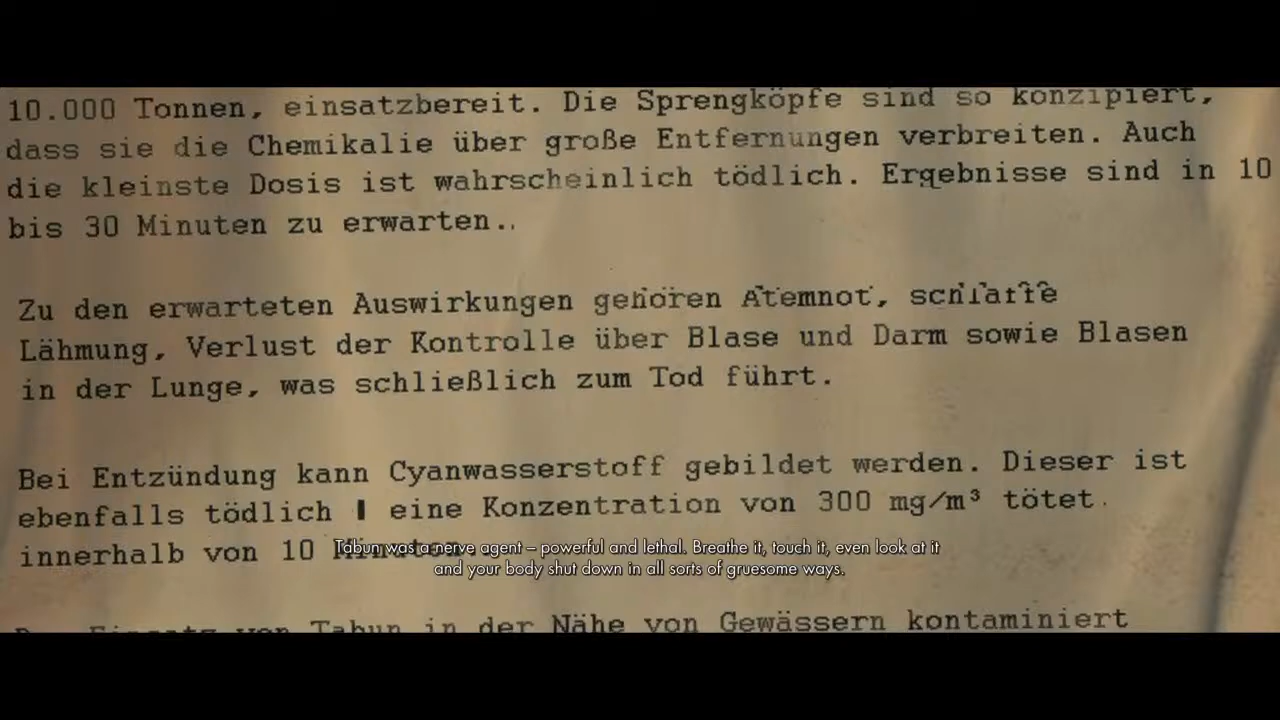 10.000 Tonnen, einsatzbereit. Die Sprengköpfe sind so konzipiert,
dass sie die Chemikalie über große Entfernungen verbreiten. Auch
die kleinste Dosis ist wahrscheinlich tödlich. Ergebnisse sind in 10
bis 30 Minuten zu erwarten..
Zu den erwarteten Auswirkungen gehören Atemnot, schlaffe
Lähmung, Verlust der Kontrolle über Blase und Darm sowie Blasen
in der Lunge, was schließlich zum Tod führt.
Bei Entzündung kann Cyanwasserstoff gebildet werden. Dieser ist
ebenfalls tödlich ▌ eine Konzentration von 300 mg/m³ tötet.
innerhalb von 10 Minuten.
Tabun was a nerve agent – powerful and lethal. Breathe it, touch it, even look at it
and your body shut down in all sorts of gruesome ways.
Einsatz von Tabun in der Nähe von Gewässern kontaminiert